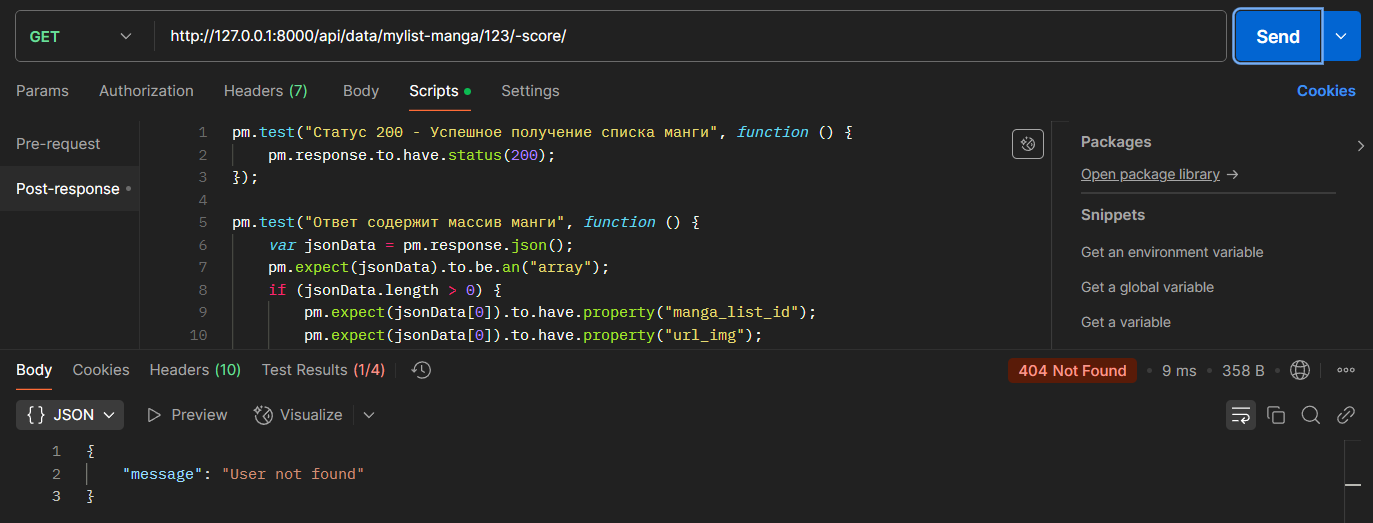 GET http://127.0.0.1:8000/api/data/mylist-manga/123/-score/ Send
Params Authorization Headers (7) Body Scripts Settings Cookies
Pre-request
Post-response
1 pm.test("Статус 200 - Успешное получение списка манги", function () {
2 pm.response.to.have.status(200);
3 });
4
5 pm.test("Ответ содержит массив манги", function () {
6 var jsonData = pm.response.json();
7 pm.expect(jsonData).to.be.an("array");
8 if (jsonData.length > 0) {
9 pm.expect(jsonData[0]).to.have.property("manga_list_id");
10 pm.expect(jsonData[0]).to.have.property("url_img");
Packages
Open package library →
Snippets
Get an environment variable
Get a global variable
Get a variable
Body Cookies Headers (10) Test Results (1/4) 404 Not Found • 9 ms • 358 B
{} JSON Preview Visualize
1 {
2 "message": "User not found"
3 }